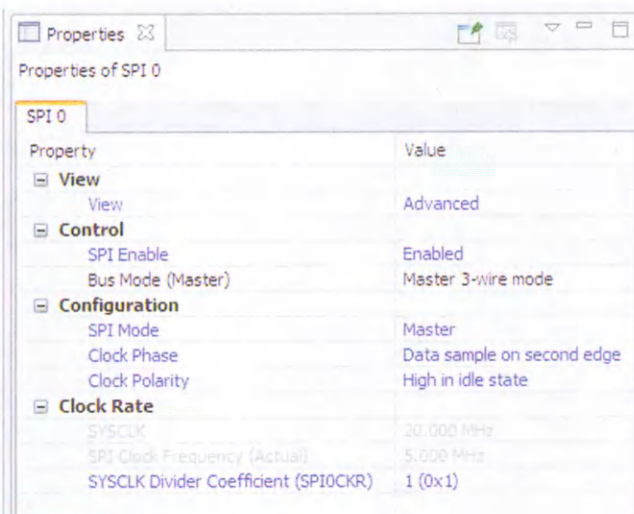 Properties
Properties of SPI 0
SPI 0
Property Value
View
View Advanced
Control
SPI Enable Enabled
Bus Mode (Master) Master 3-wire mode
Configuration
SPI Mode Master
Clock Phase Data sample on second edge
Clock Polarity High in idle state
Clock Rate
SYSCLK 20.000 MHz
SPI Clock Frequency (Actual) 5.000 MHz
SYSCLK Divider Coefficient (SPI0CKR) 1 (0x1)